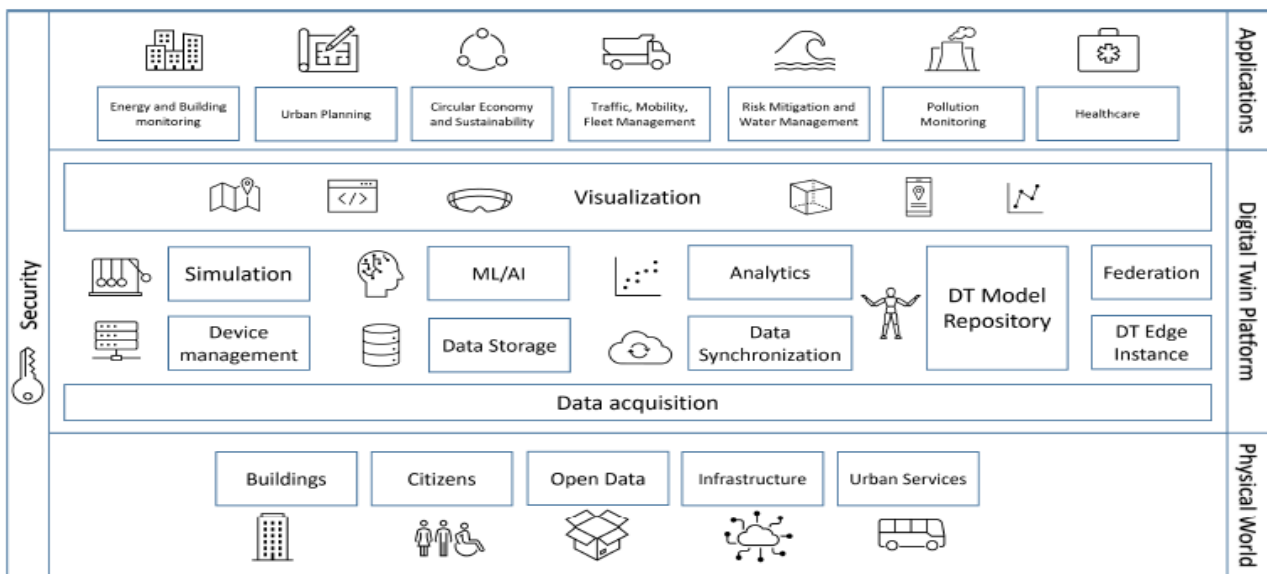 Energy and Building
monitoring
Urban Planning
Circular Economy
and Sustainability
Traffic, Mobility,
Fleet Management
Risk Mitigation and
Water Management
Pollution
Monitoring
Healthcare
Applications
Security
Visualization
</>
Simulation
ML/AI
Analytics
DT Model
Repository
Federation
Device
management
Data Storage
Data
Synchronization
DT Edge
Instance
Data acquisition
Digital Twin Platform
Buildings
Citizens
Open Data
Infrastructure
Urban Services
Physical World